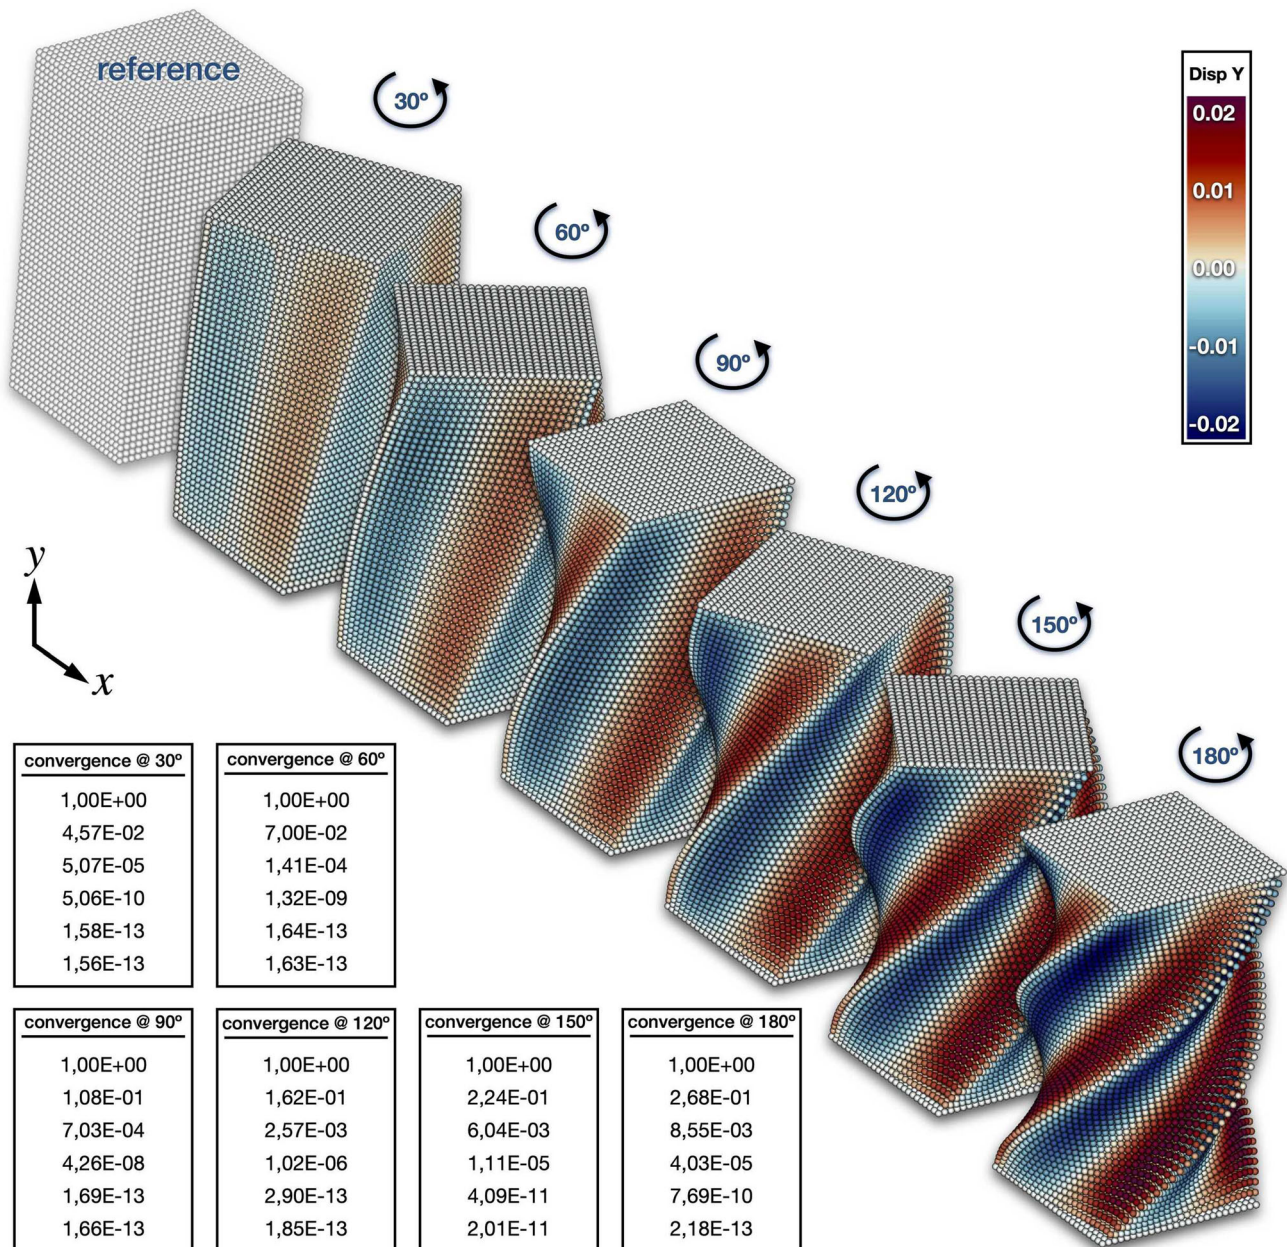 reference
30º
60º
90º
120º
150º
180º
Disp Y
0.02
0.01
0.00
-0.01
-0.02
y
x
convergence @ 30º
1,00E+00
4,57E-02
5,07E-05
5,06E-10
1,58E-13
1,56E-13
convergence @ 60º
1,00E+00
7,00E-02
1,41E-04
1,32E-09
1,64E-13
1,63E-13
convergence @ 90º
1,00E+00
1,08E-01
7,03E-04
4,26E-08
1,69E-13
1,66E-13
convergence @ 120º
1,00E+00
1,62E-01
2,57E-03
1,02E-06
2,90E-13
1,85E-13
convergence @ 150º
1,00E+00
2,24E-01
6,04E-03
1,11E-05
4,09E-11
2,01E-11
convergence @ 180º
1,00E+00
2,68E-01
8,55E-03
4,03E-05
7,69E-10
2,18E-13